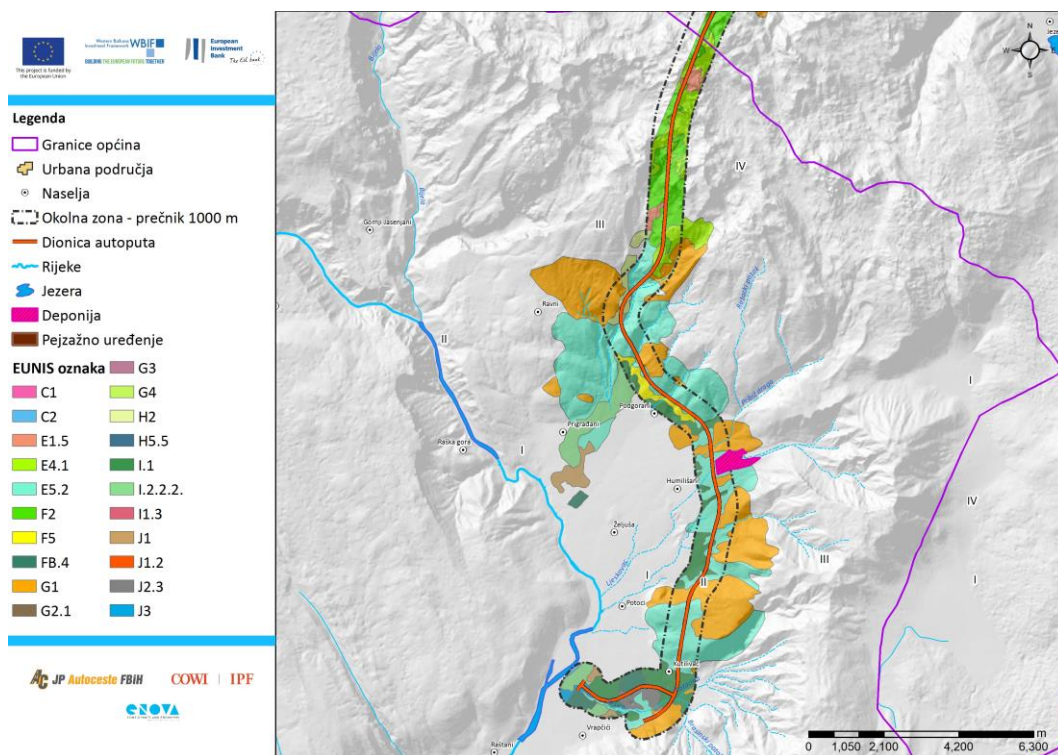 This project is funded by
the European Union
Western Balkans
Investment Framework
WBIF
BUILDING THE EUROPEAN FUTURE TOGETHER
European
Investment
Bank
The EU bank
Legenda
Granice općina
Urbana područja
Naselja
Okolna zona - prečnik 1000 m
Dionica autoputa
Rijeke
Jezera
Deponija
Pejzažno uređenje
EUNIS oznaka
C1
C2
E1.5
E4.1
E5.2
F2
F5
FB.4
G1
G2.1
G3
G4
H2
H5.5
I.1
I.2.2.2.
I1.3
J1
J1.2
J2.3
J3
JP Autoceste FBiH
COWI | IPF
ENOVA
N
W
E
S
Bijela
IV
III
Gornji Jasenjani
Ravni
II
I
Podgorani
Prigrađani
Raska gora
I
Humilišani
IV
Željuša
III
I
I
II
Potoci
Kutilivač
Vrapčići
Raštani
m
0 1,050 2,100 4,200 6,300